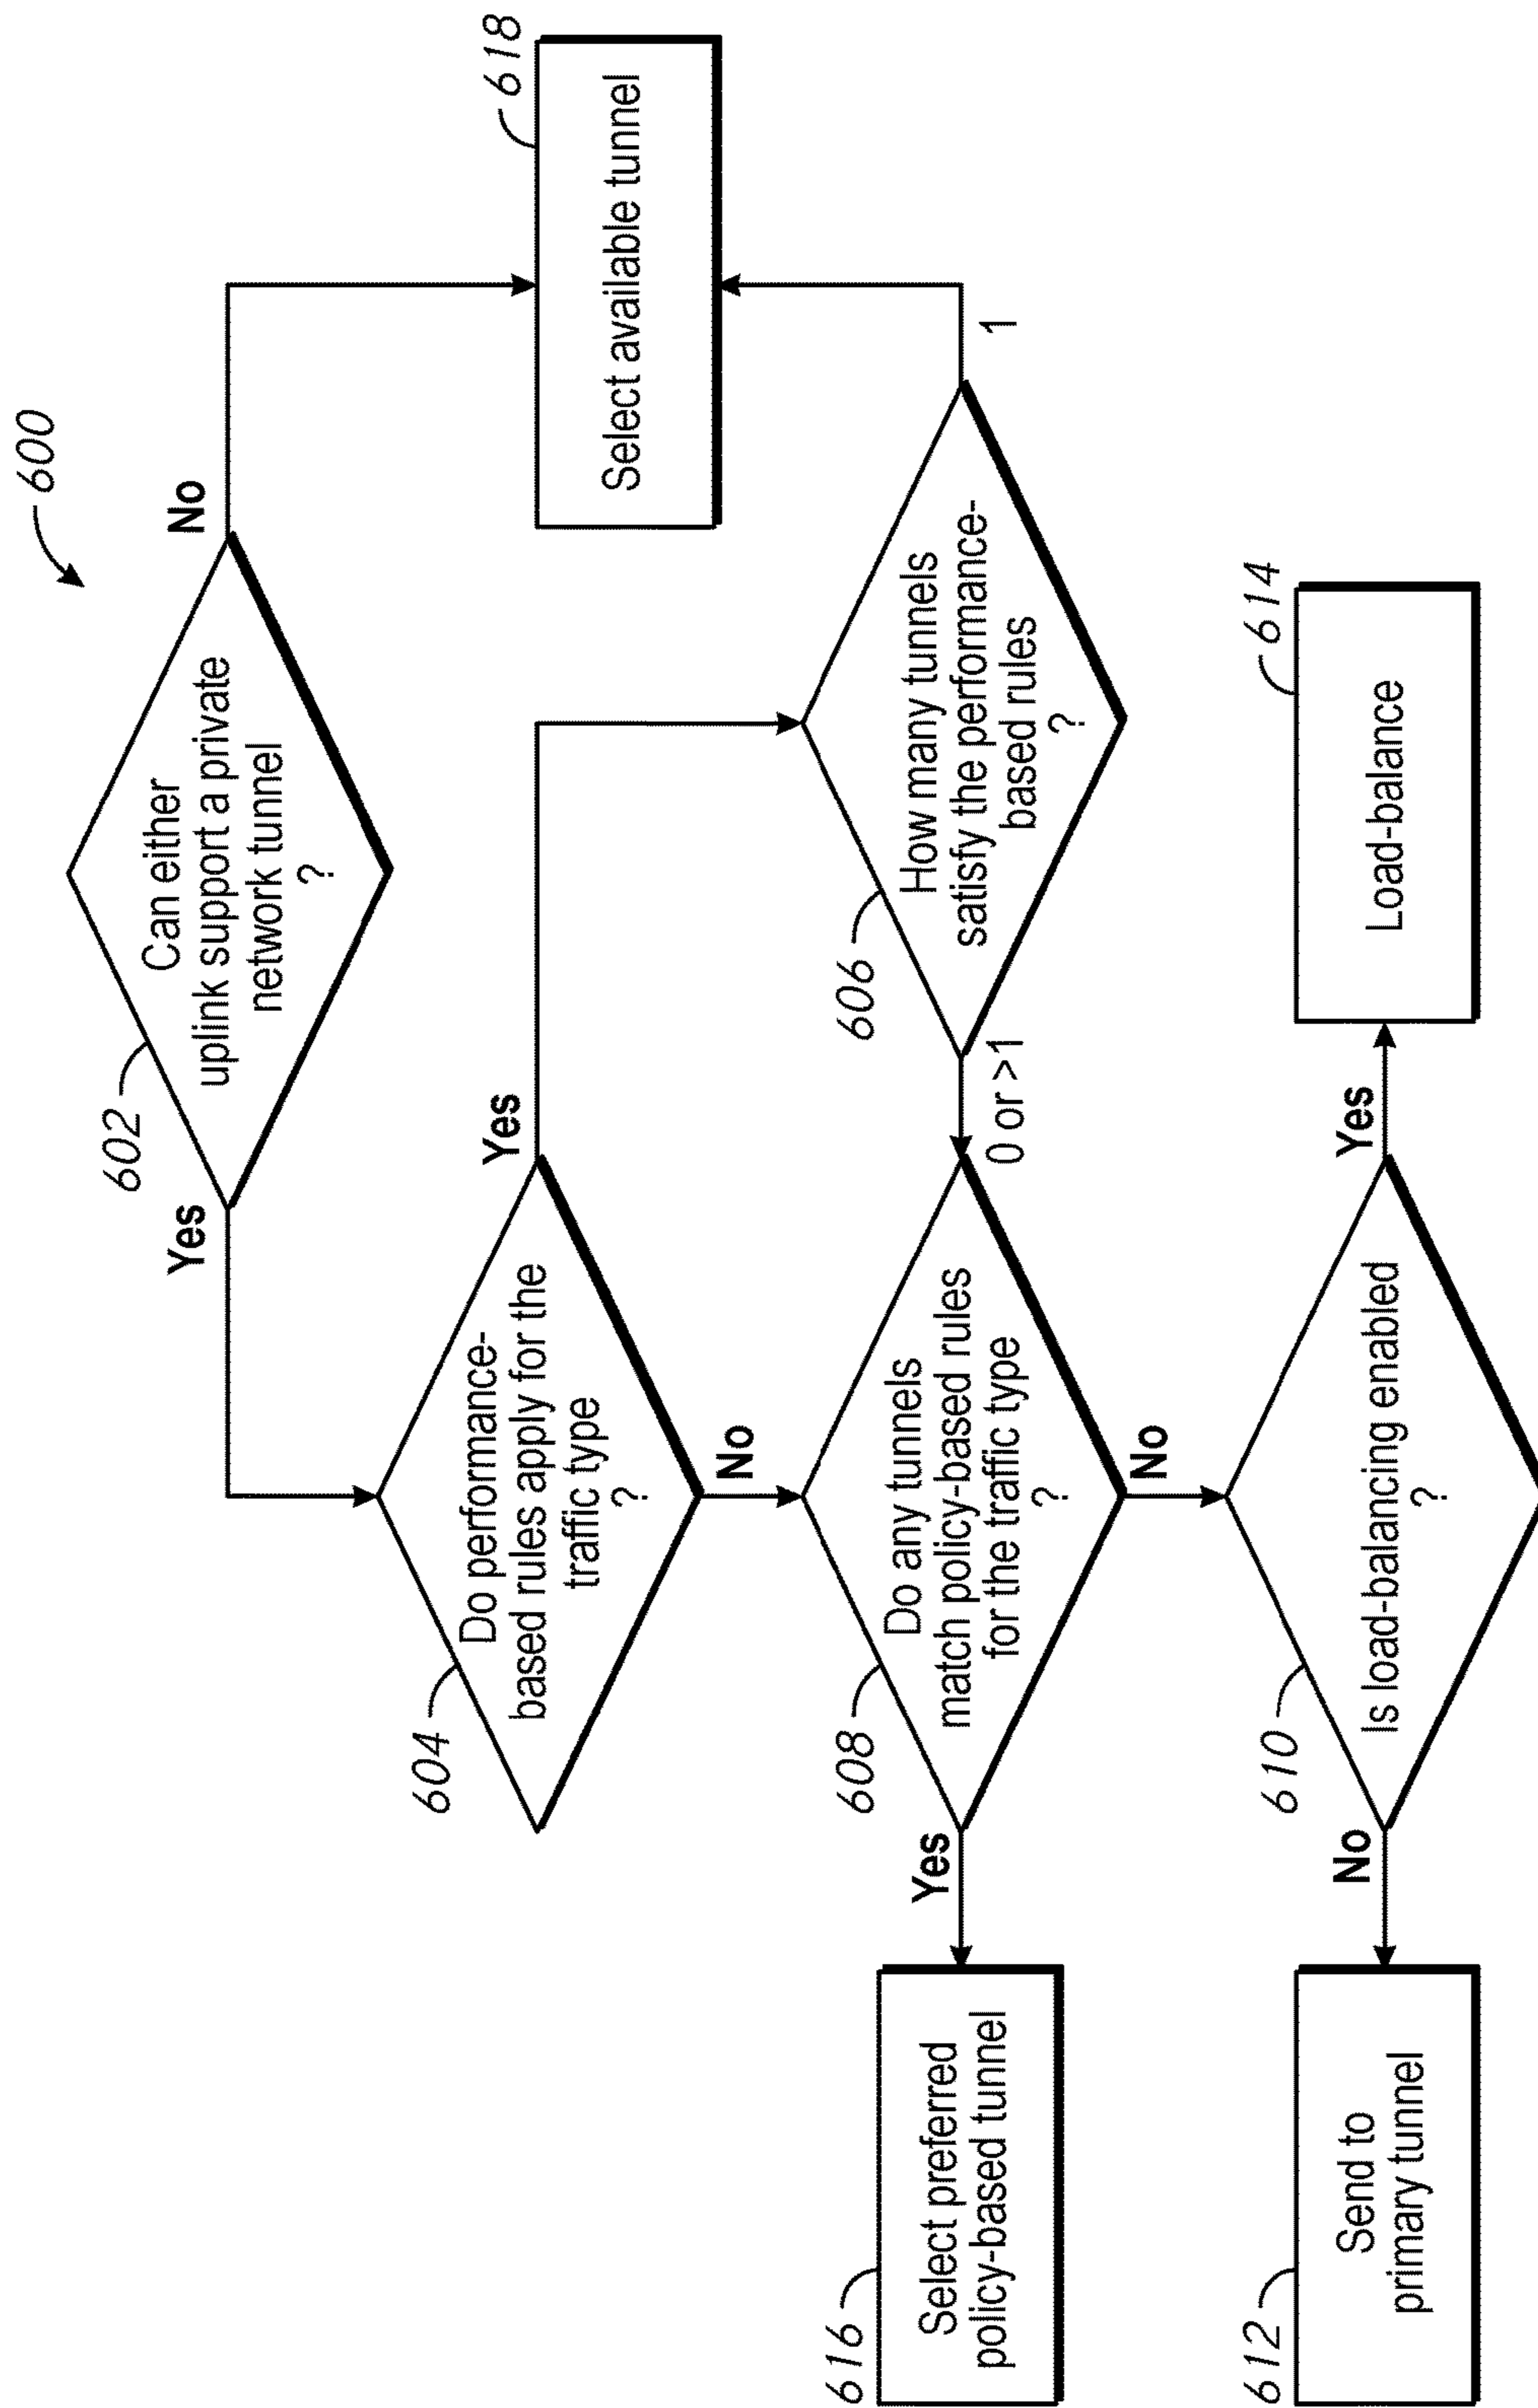 600
602
Can either
uplink support a private
network tunnel
?
Yes
No
604
Do performance-
based rules apply for the
traffic type
?
Yes
No
618
Select available tunnel
606
How many tunnels
satisfy the performance-
based rules
?
0 or >1
1
608
Do any tunnels
match policy-based rules
for the traffic type
?
Yes
No
616
Select preferred
policy-based tunnel
610
Is load-balancing enabled
?
No
Yes
612
Send to
primary tunnel
614
Load-balance